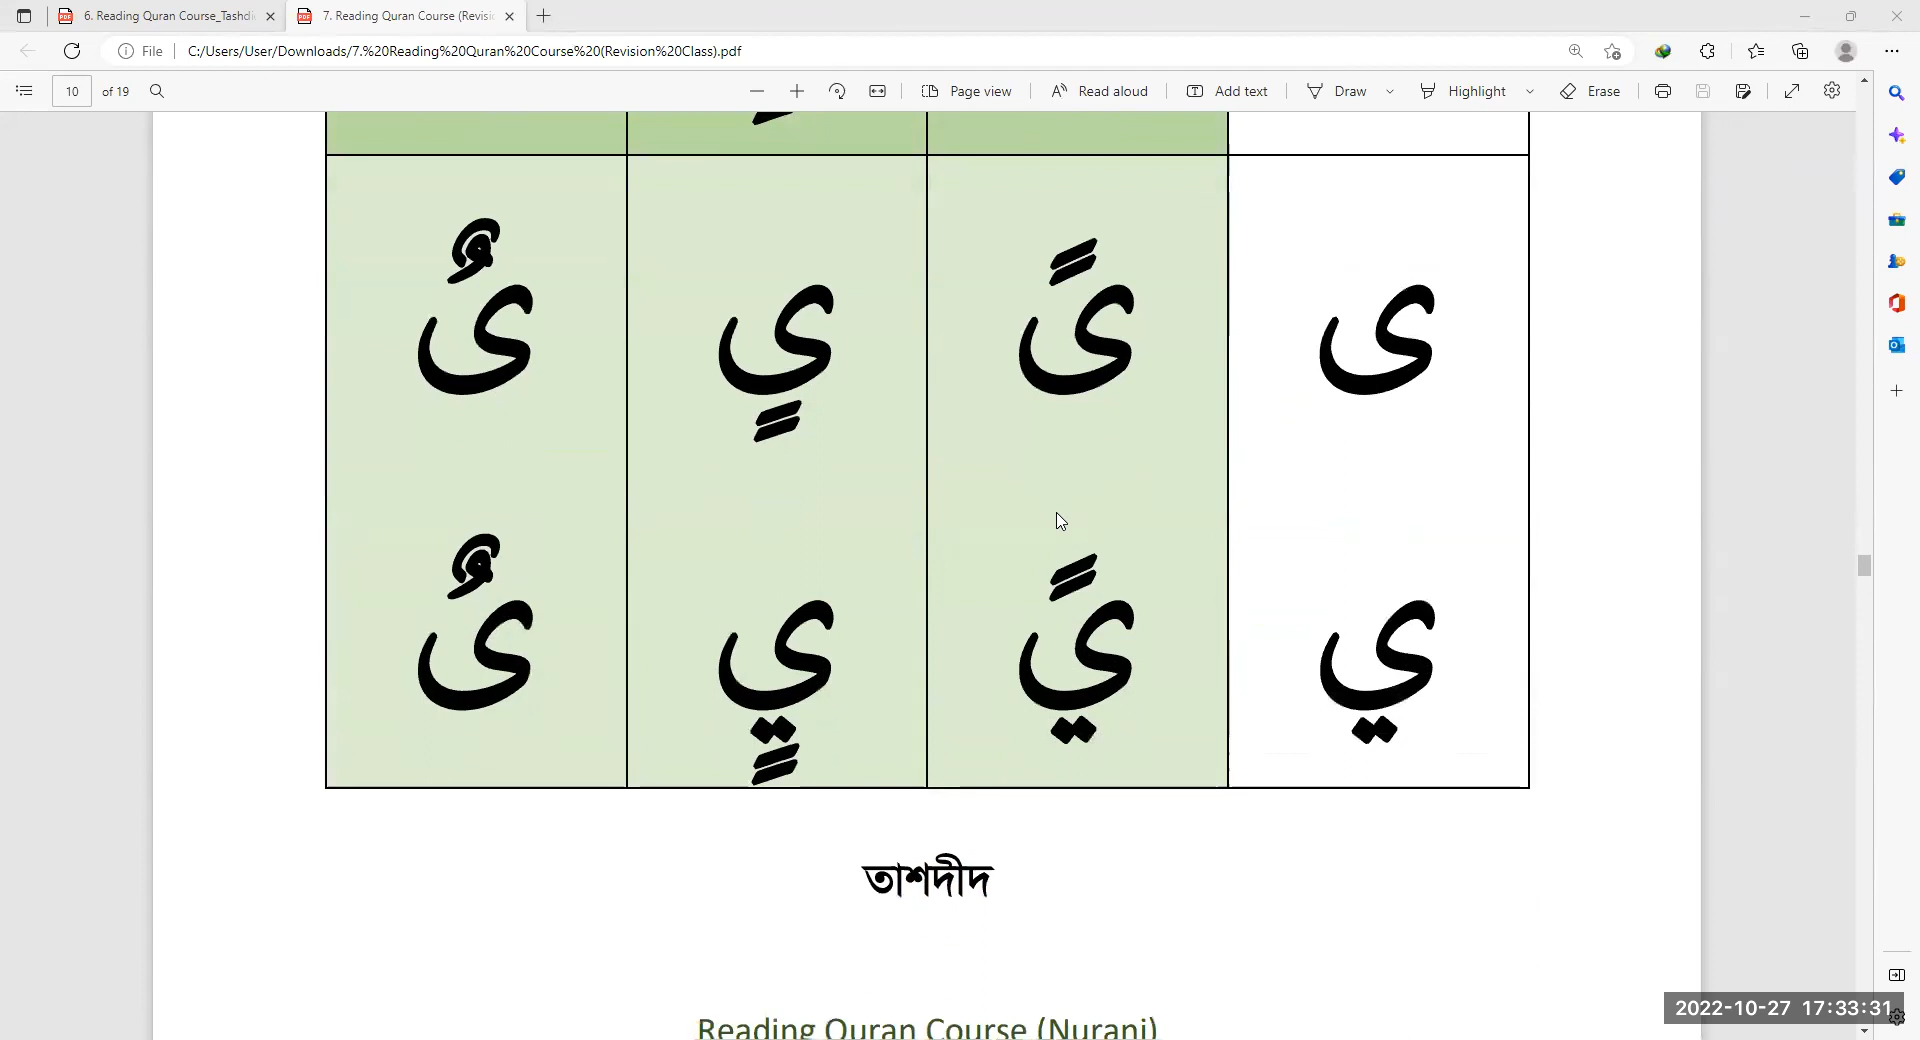 6. Reading Quran Course_Tashdi
7. Reading Quran Course (Revisi
File
C:/Users/User/Downloads/7.%20Reading%20Quran%20Course%20(Revision%20Class).pdf
10 of 19
Page view
Read aloud
Add text
Draw
Highlight
Erase
ى ىً ىٍ ىٌ
ي يً يٍ ىٌ
তাশদীদ
Reading Quran Course (Nurani)
2022-10-27 17:33:31